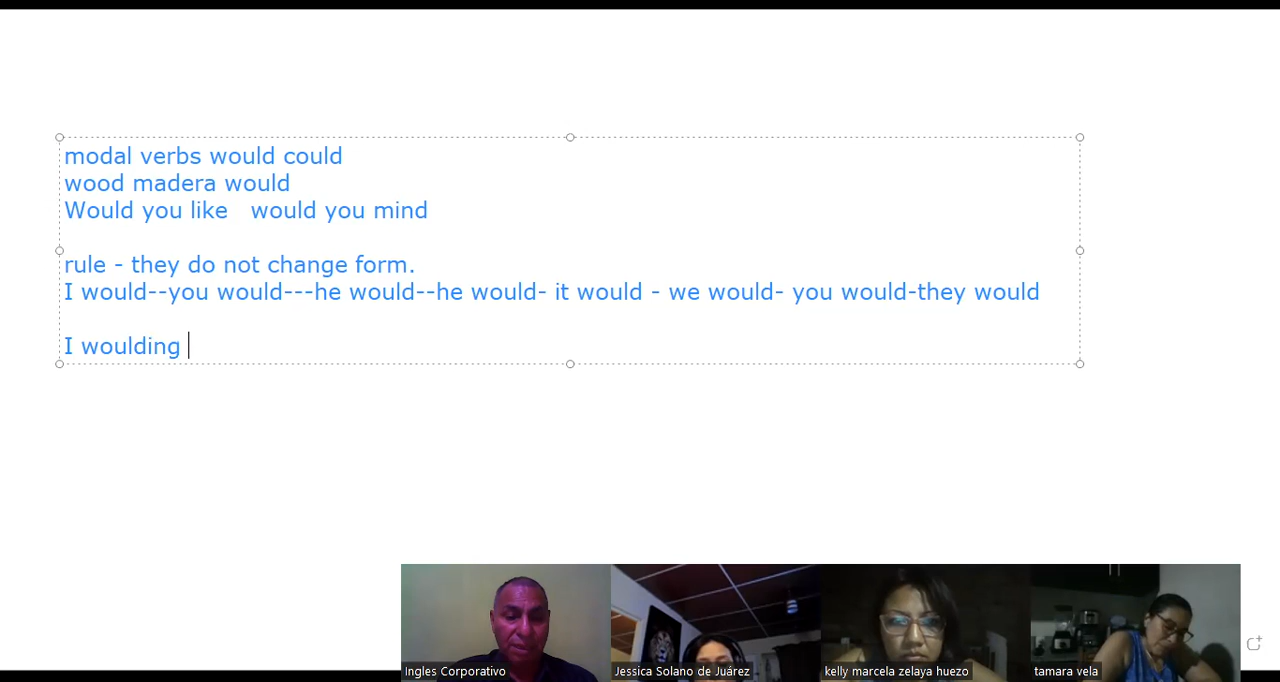 modal verbs would could
wood madera would
Would you like would you mind
rule - they do not change form.
I would--you would---he would--he would- it would - we would- you would-they would
I woulding
Ingles Corporativo
Jessica Solano de Juárez
kelly marcela zelaya huezo
tamara vela